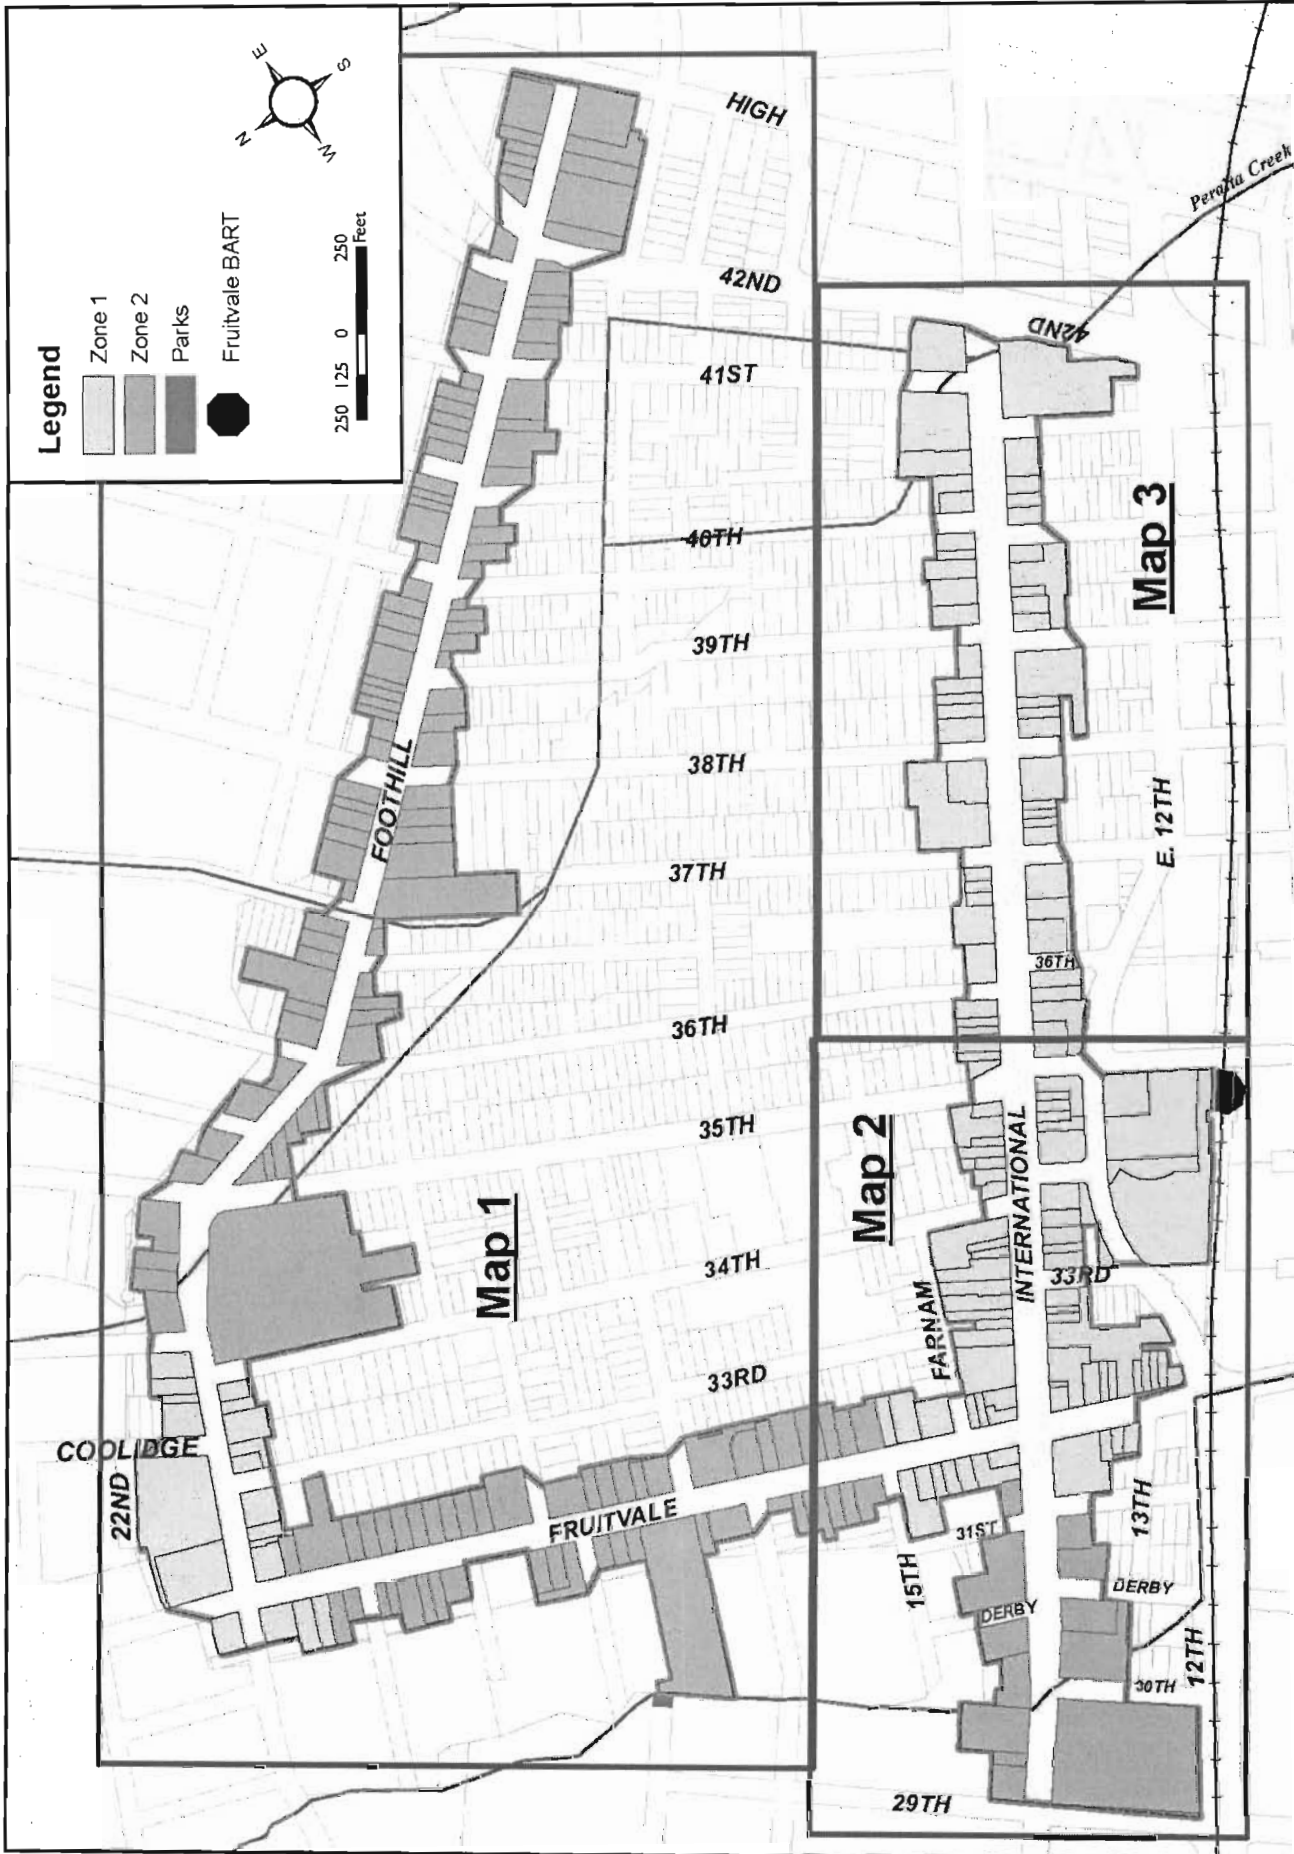 Legend
Zone 1
Zone 2
Parks
Fruitvale BART
250 125 0 250
Feet
N
E
S
W
HIGH
42ND
41ST
40TH
39TH
38TH
37TH
36TH
35TH
34TH
33RD
FOOTHILL
COOLIDGE
22ND
FRUITVALE
Map 1
Peralta Creek
42ND
Map 3
E. 12TH
36TH
Map 2
INTERNATIONAL
FARNAM
33RD
31ST
15TH
13TH
DERBY
DERBY
30TH
12TH
29TH